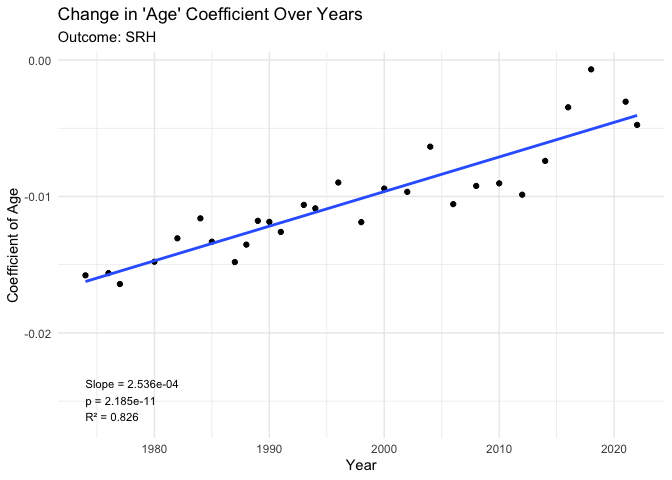 Change in 'Age' Coefficient Over Years
Outcome: SRH
0.00
-0.01
-0.02
Coefficient of Age
Slope = 2.536e-04
p = 2.185e-11
R² = 0.826
1980 1990 2000 2010 2020
Year